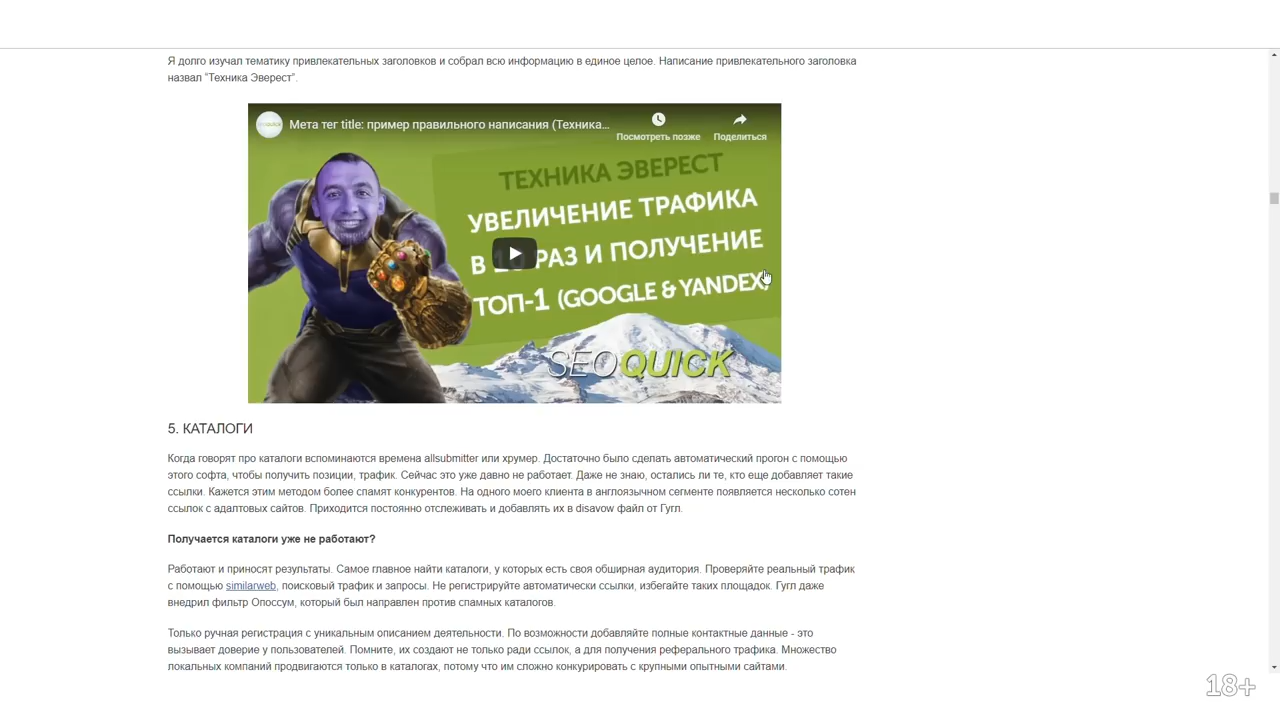 Я долго изучал тематику привлекательных заголовков и собрал всю информацию в единое целое. Написание привлекательного заголовка
назвал “Техника Эверест”.
Мета тег title: пример правильного написания (Техника...
Посмотреть позже
Поделиться
ТЕХНИКА ЭВЕРЕСТ
УВЕЛИЧЕНИЕ ТРАФИКА
В РАЗ И ПОЛУЧЕНИЕ
ТОП-1 (GOOGLE & YANDEX)
SEOQUICK
5. КАТАЛОГИ
Когда говорят про каталоги вспоминаются времена allsubmitter или хрумер. Достаточно было сделать автоматический прогон с помощью
этого софта, чтобы получить позиции, трафик. Сейчас это уже давно не работает. Даже не знаю, остались ли те, кто еще добавляет такие
ссылки. Кажется этим методом более спамят конкурентов. На одного моего клиента в англоязычном сегменте появляется несколько сотен
ссылок с адалтовых сайтов. Приходится постоянно отслеживать и добавлять их в disavow файл от Гугл.
Получается каталоги уже не работают?
Работают и приносят результаты. Самое главное найти каталоги, у которых есть своя обширная аудитория. Проверяйте реальный трафик
с помощью similarweb, поисковый трафик и запросы. Не регистрируйте автоматически ссылки, избегайте таких площадок. Гугл даже
внедрил фильтр Опоссум, который был направлен против спамных каталогов.
Только ручная регистрация с уникальным описанием деятельности. По возможности добавляйте полные контактные данные - это
вызывает доверие у пользователей. Помните, их создают не только ради ссылок, а для получения реферального трафика. Множество
локальных компаний продвигаются только в каталогах, потому что им сложно конкурировать с крупными опытными сайтами.
18+